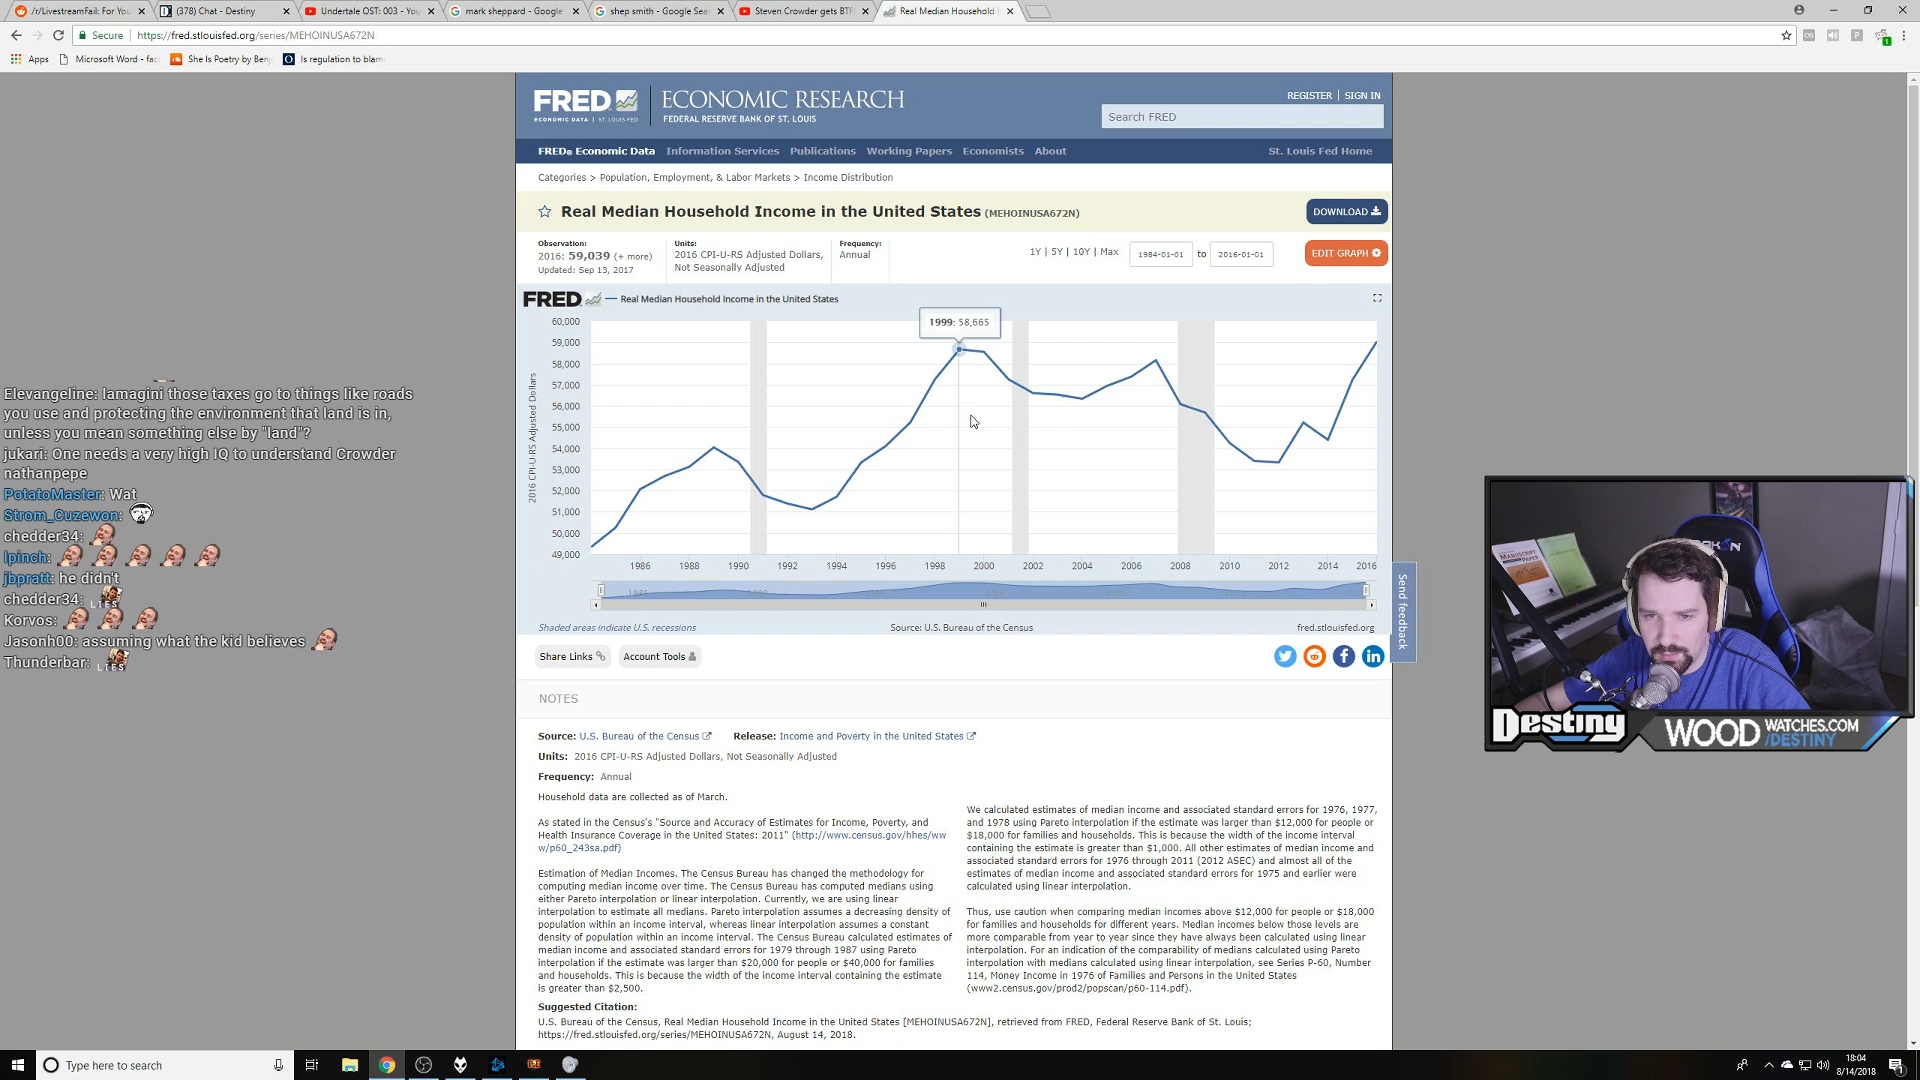 /r/LivestreamFail: For You
(378) Chat - Destiny
Undertale OST: 003 - You
mark sheppard - Google
shep smith - Google Sea
Steven Crowder gets BTF
Real Median Household
Secure
https://fred.stlouisfed.org/series/MEHOINUSA672N
Apps
Microsoft Word - fac
She Is Poetry by Benj
Is regulation to blam
FRED
ECONOMIC DATA | ST. LOUIS FED
ECONOMIC RESEARCH
FEDERAL RESERVE BANK OF ST. LOUIS
REGISTER | SIGN IN
Search FRED
FRED® Economic Data Information Services Publications Working Papers Economists About St. Louis Fed Home
Categories > Population, Employment, & Labor Markets > Income Distribution
Real Median Household Income in the United States (MEHOINUSA672N)
DOWNLOAD
Observation:
2016: 59,039 (+ more)
Updated: Sep 13, 2017
Units:
2016 CPI-U-RS Adjusted Dollars,
Not Seasonally Adjusted
Frequency:
Annual
1Y | 5Y | 10Y | Max
1984-01-01 to 2016-01-01
EDIT GRAPH
FRED
Real Median Household Income in the United States
1999: 58,665
2016 CPI-U-RS Adjusted Dollars
60,000
59,000
58,000
57,000
56,000
55,000
54,000
53,000
52,000
51,000
50,000
49,000
1986 1988 1990 1992 1994 1996 1998 2000 2002 2004 2006 2008 2010 2012 2014 2016
Shaded areas indicate U.S. recessions
Source: U.S. Bureau of the Census
fred.stlouisfed.org
Send feedback
Share Links
Account Tools
NOTES
Source: U.S. Bureau of the Census
Release: Income and Poverty in the United States
Units: 2016 CPI-U-RS Adjusted Dollars, Not Seasonally Adjusted
Frequency: Annual
Household data are collected as of March.
As stated in the Census's "Source and Accuracy of Estimates for Income, Poverty, and
Health Insurance Coverage in the United States: 2011" (http://www.census.gov/hhes/ww
w/p60_243sa.pdf)
Estimation of Median Incomes. The Census Bureau has changed the methodology for
computing median income over time. The Census Bureau has computed medians using
either Pareto interpolation or linear interpolation. Currently, we are using linear
interpolation to estimate all medians. Pareto interpolation assumes a decreasing density of
population within an income interval, whereas linear interpolation assumes a constant
density of population within an income interval. The Census Bureau calculated estimates of
median income and associated standard errors for 1979 through 1987 using Pareto
interpolation if the estimate was larger than $20,000 for people or $40,000 for families
and households. This is because the width of the income interval containing the estimate
is greater than $2,500.
We calculated estimates of median income and associated standard errors for 1976, 1977,
and 1978 using Pareto interpolation if the estimate was larger than $12,000 for people or
$18,000 for families and households. This is because the width of the income interval
containing the estimate is greater than $1,000. All other estimates of median income and
associated standard errors for 1976 through 2011 (2012 ASEC) and almost all of the
estimates of median income and associated standard errors for 1975 and earlier were
calculated using linear interpolation.
Thus, use caution when comparing median incomes above $12,000 for people or $18,000
for families and households for different years. Median incomes below those levels are
more comparable from year to year since they have always been calculated using linear
interpolation. For an indication of the comparability of medians calculated using Pareto
interpolation with medians calculated using linear interpolation, see Series P-60, Number
114, Money Income in 1976 of Families and Persons in the United States
(www2.census.gov/prod2/popscan/p60-114.pdf).
Suggested Citation:
U.S. Bureau of the Census, Real Median Household Income in the United States [MEHOINUSA672N], retrieved from FRED, Federal Reserve Bank of St. Louis;
https://fred.stlouisfed.org/series/MEHOINUSA672N, August 14, 2018.
Elevangeline: lamagini those taxes go to things like roads
you use and protecting the environment that land is in,
unless you mean something else by "land"?
jukari: One needs a very high IQ to understand Crowder
nathanpepe
PotatoMaster: Wat
Strom_Cuzewon:
chedder34:
lpinch:
jbpratt: he didn't
chedder34: LIES
Korvos:
Jasonh00: assuming what the kid believes
Thunderbar: LIES
MANUSCRIPT
PAPER
Destiny
WOOD WATCHES.COM
/DESTINY
Type here to search
18:04
8/14/2018